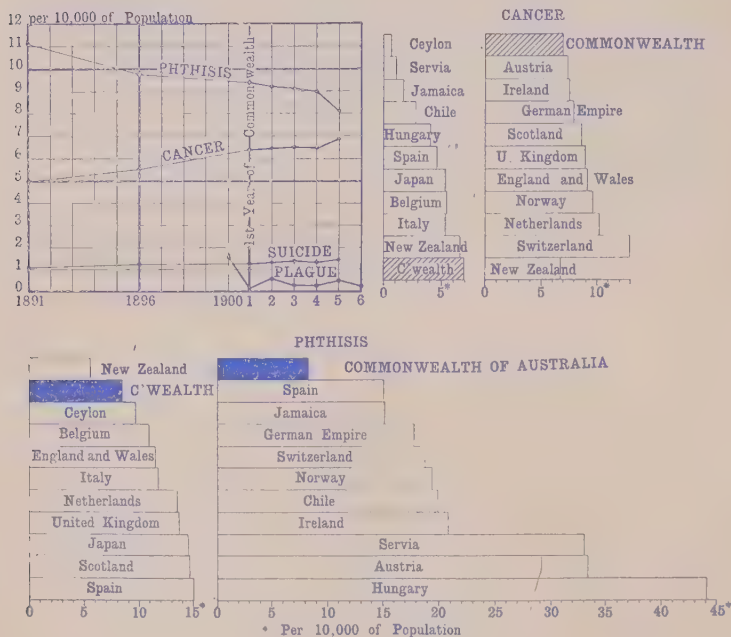 per 10,000 of Population
12
11
10
9
8
7
6
5
4
3
2
1
0
PHTHISIS
CANCER
SUICIDE
PLAGUE
1st Year of Commonwealth
1891 1896 1900 1 2 3 4 5 6
CANCER
Ceylon
Servia
Jamaica
Chile
Hungary
Spain
Japan
Belgium
Italy
New Zealand
C'wealth
5*
COMMONWEALTH
Austria
Ireland
German Empire
Scotland
U. Kingdom
England and Wales
Norway
Netherlands
Switzerland
New Zealand
0 5 10*
PHTHISIS
New Zealand
C'WEALTH
Ceylon
Belgium
England and Wales
Italy
Netherlands
United Kingdom
Japan
Scotland
Spain
0 5 10 15*
COMMONWEALTH OF AUSTRALIA
Spain
Jamaica
German Empire
Switzerland
Norway
Chile
Ireland
Servia
Austria
Hungary
0 5 10 15 20 25 30 35 40 45*
* Per 10,000 of Population